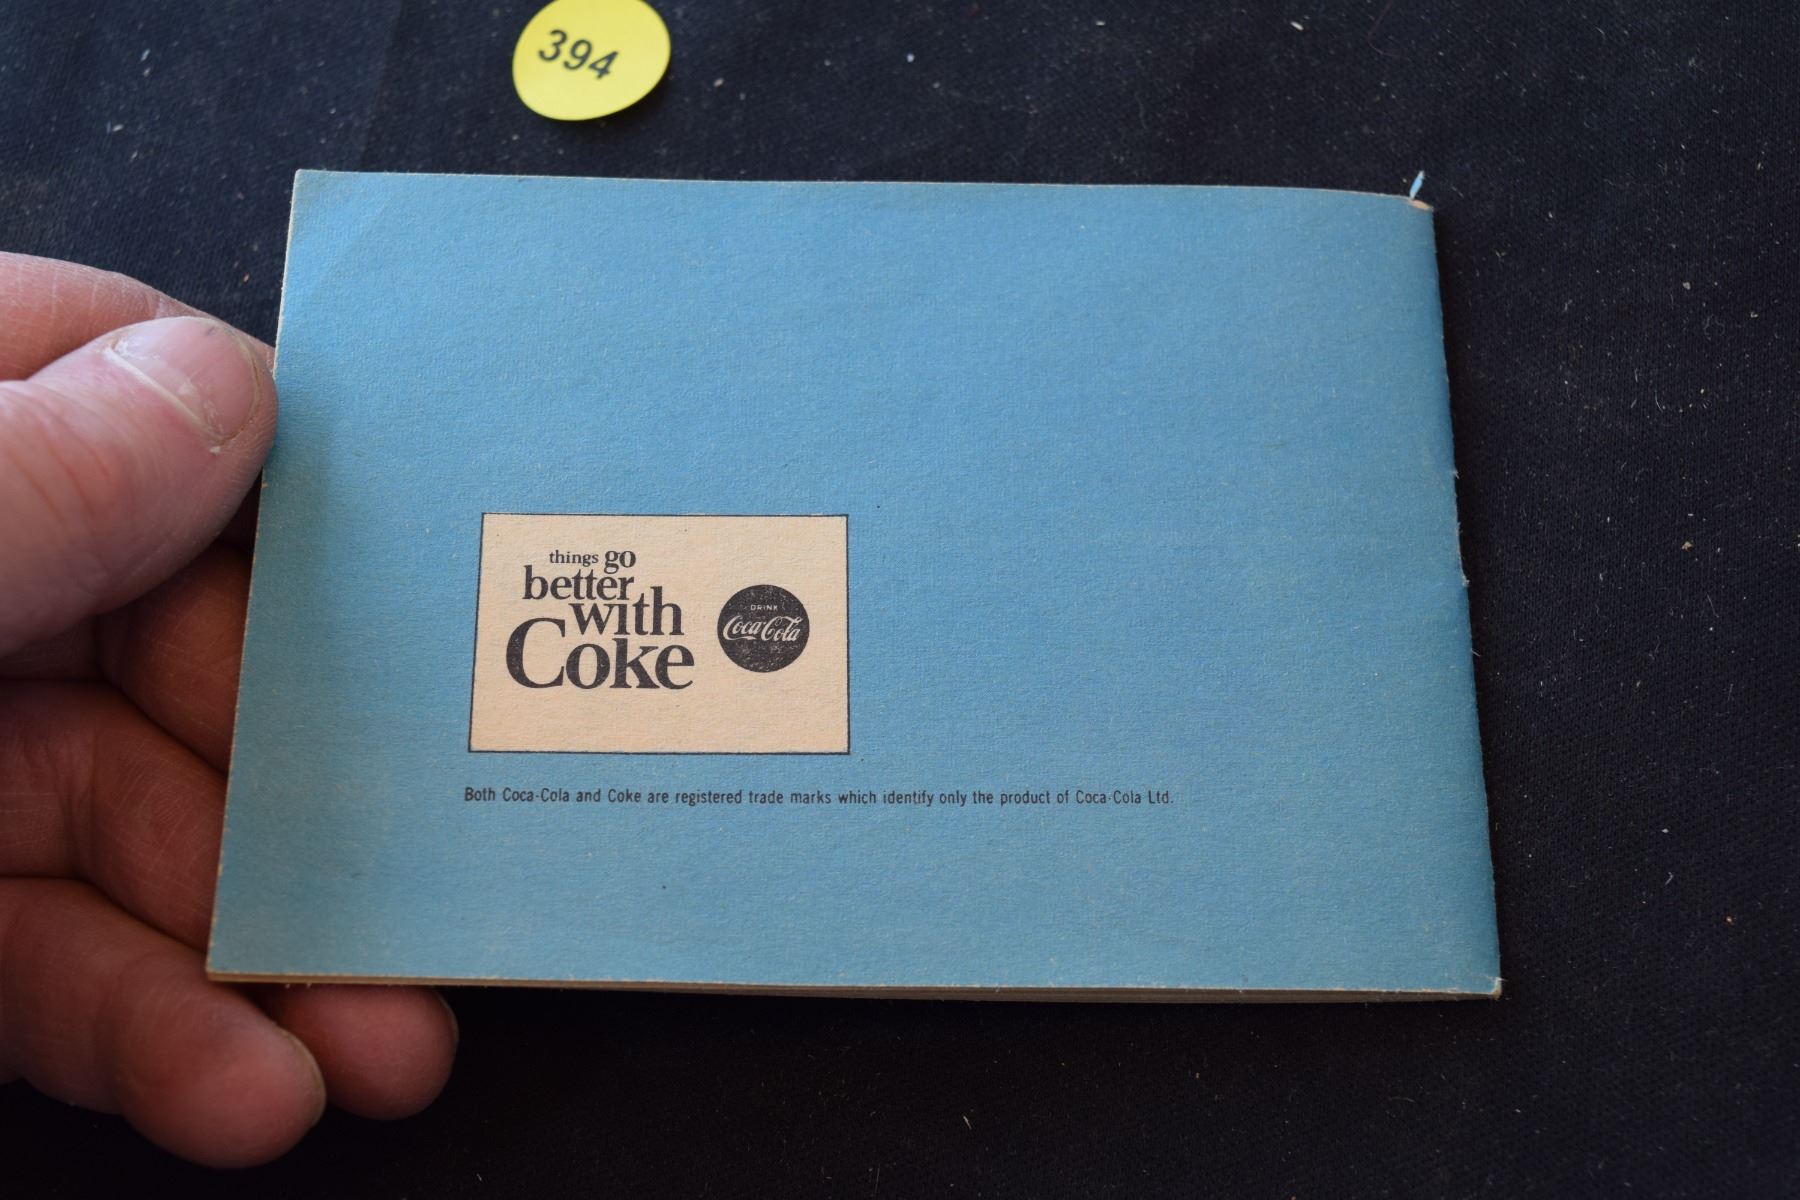 394
things go
better
with
Coke
DRINK
Coca-Cola
Both Coca-Cola and Coke are registered trade marks which identify only the product of Coca-Cola Ltd.